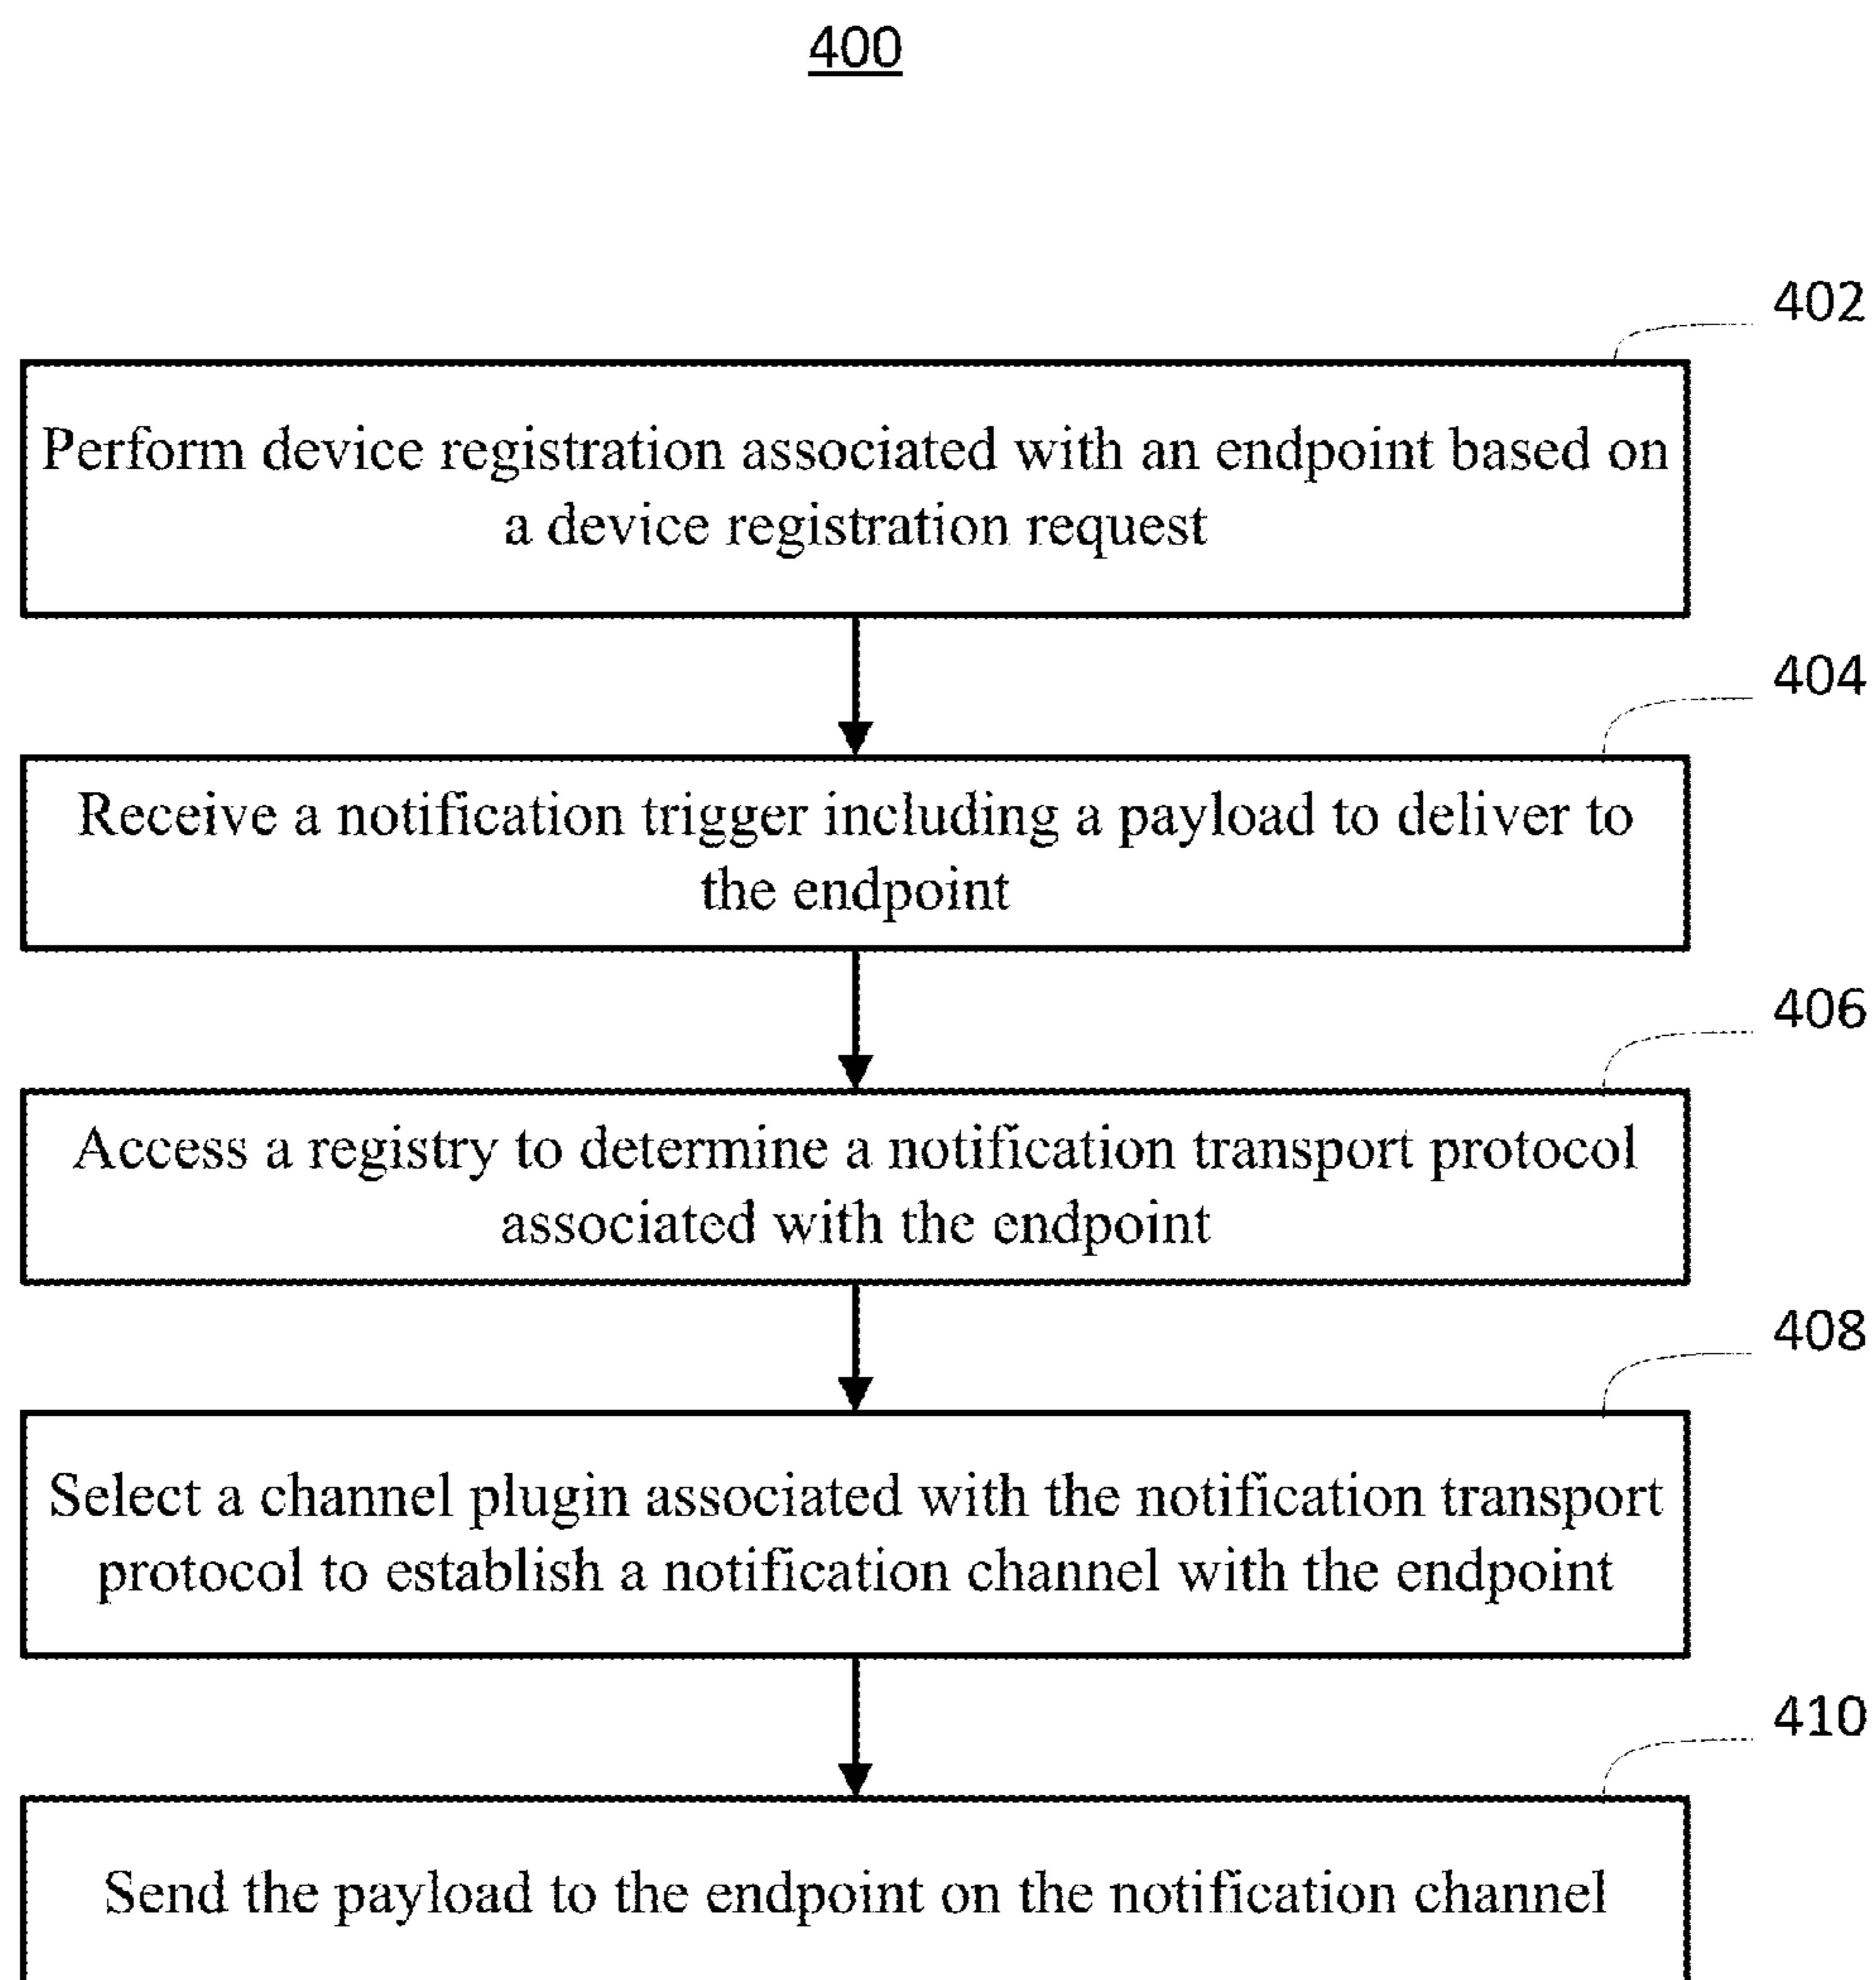 400
402
Perform device registration associated with an endpoint based on
a device registration request
404
Receive a notification trigger including a payload to deliver to
the endpoint
406
Access a registry to determine a notification transport protocol
associated with the endpoint
408
Select a channel plugin associated with the notification transport
protocol to establish a notification channel with the endpoint
410
Send the payload to the endpoint on the notification channel